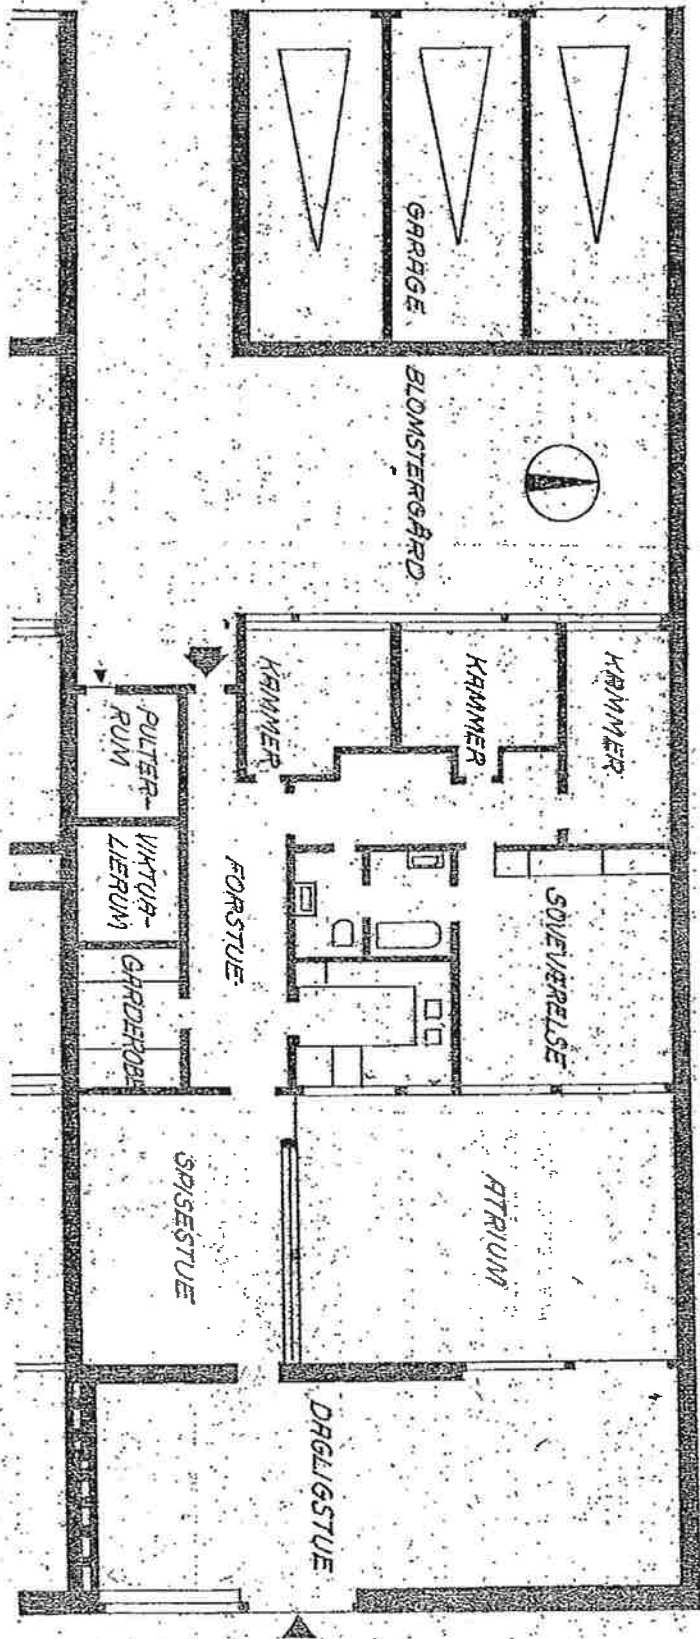 GARAGE
BLOMSTERGÅRD
KAMMER
KAMMER
KAMMER
PULTER-
RUM
VIKTUA-
LIERUM
GARDEROBE
FORSTUE
SOVEVÆRELSE
SPISESTUE
ATRIUM
DAGLIGSTUE